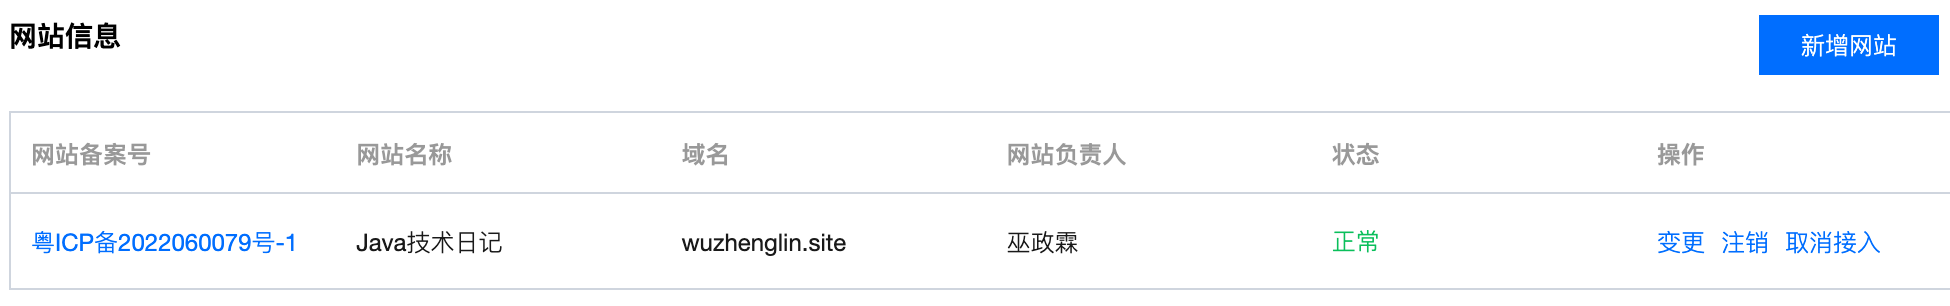 网站信息
新增网站
网站备案号 网站名称 域名 网站负责人 状态 操作
粤ICP备2022060079号-1 Java技术日记 wuzhenglin.site 巫政霖 正常 变更 注销 取消接入